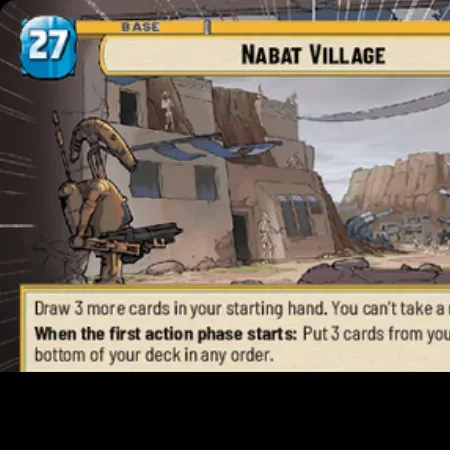 27
BASE
NABAT VILLAGE
Draw 3 more cards in your starting hand. You can't take a
When the first action phase starts: Put 3 cards from you
bottom of your deck in any order.